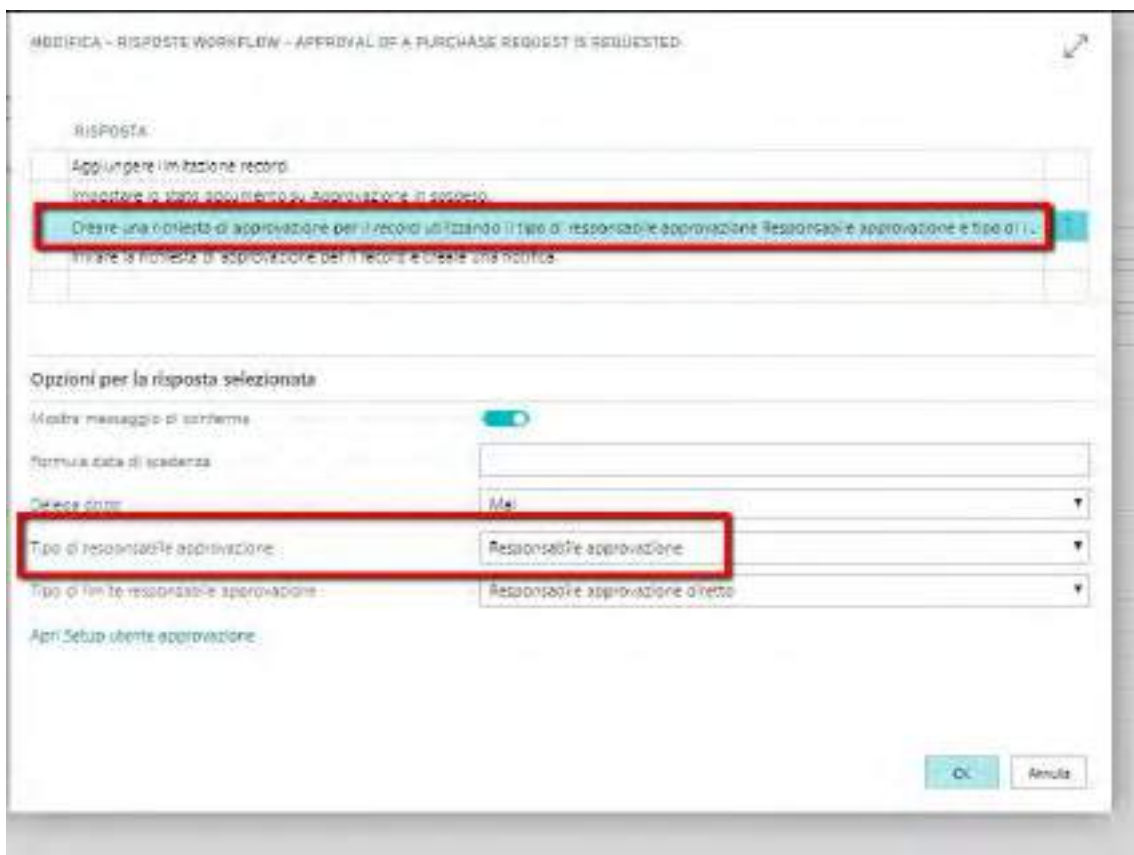 MODIFICA - RISPOSTE WORKFLOW - APPROVAL OF A PURCHASE REQUEST IS REQUESTED
RISPOSTA
Aggiungere limitazione record.
Impostare lo stato documento su Approvazione in sospeso.
Creare una richiesta di approvazione per il record utilizzando il tipo di responsabile approvazione Responsabile approvazione e tipo di l...
Inviare la richiesta di approvazione per il record e creare una notifica.
Opzioni per la risposta selezionata
Mostra messaggio di conferma
Formula data di scadenza
Delega dopo Mai
Tipo di responsabile approvazione Responsabile approvazione
Tipo di limite responsabile approvazione Responsabile approvazione diretto
Apri Setup utente approvazione
OK Annulla